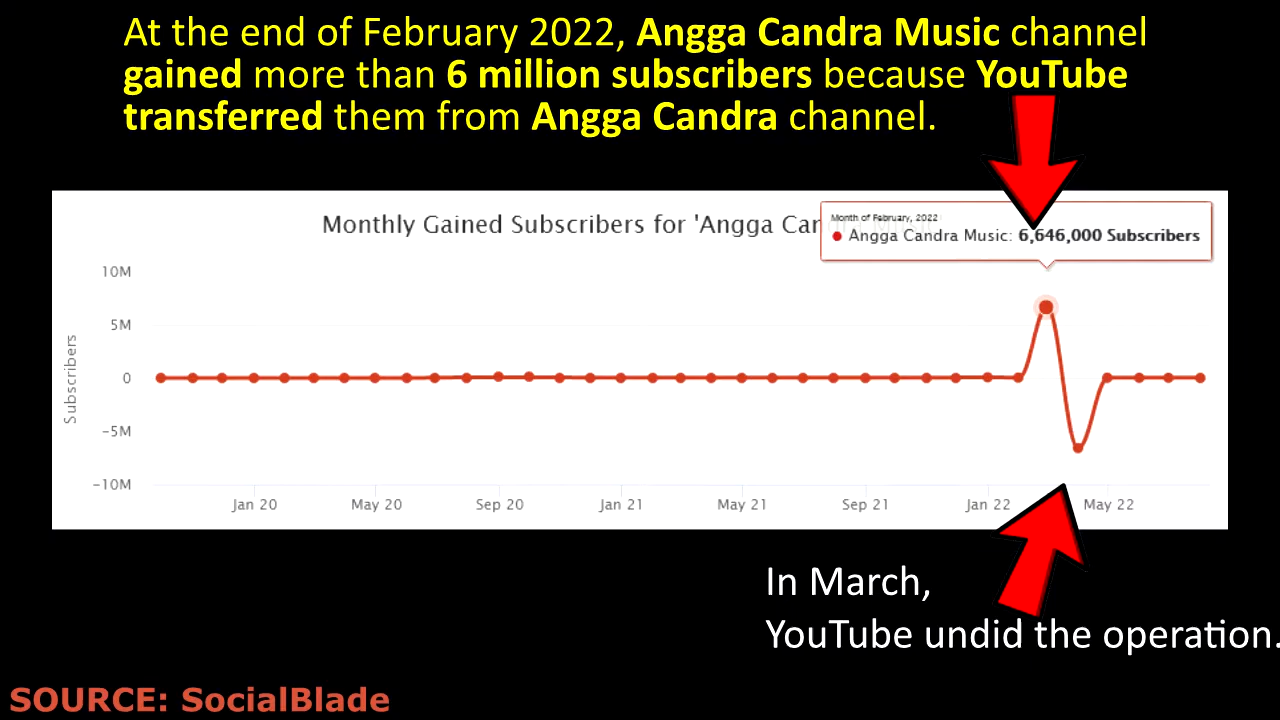 At the end of February 2022, Angga Candra Music channel
gained more than 6 million subscribers because YouTube
transferred them from Angga Candra channel.
Monthly Gained Subscribers for 'Angga Candra Music'
Month of February, 2022
Angga Candra Music: 6,646,000 Subscribers
10M
5M
0
−5M
−10M
Subscribers
Jan 20 May 20 Sep 20 Jan 21 May 21 Sep 21 Jan 22 May 22
In March,
YouTube undid the operation.
SOURCE: SocialBlade